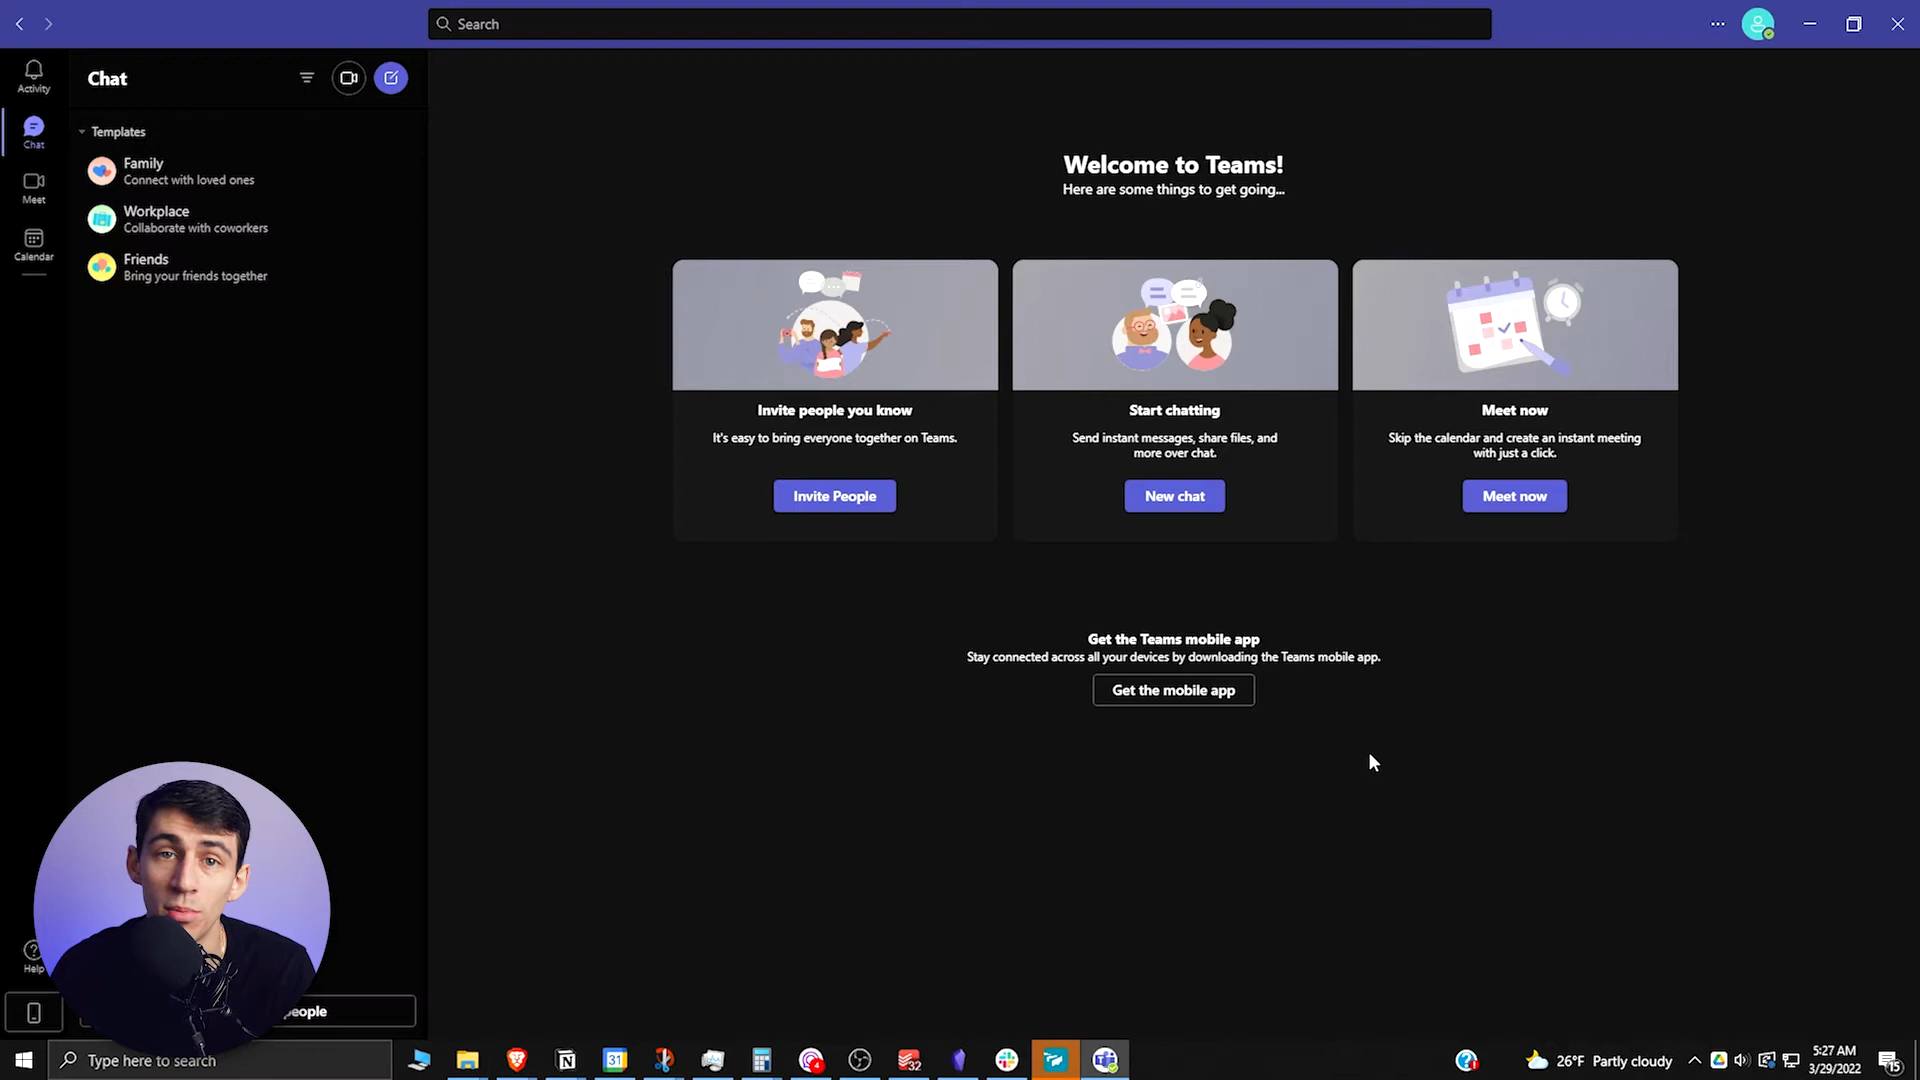 Search
Activity
Chat
Meet
Calendar
Help
Chat
Templates
Family
Connect with loved ones
Workplace
Collaborate with coworkers
Friends
Bring your friends together
people
Welcome to Teams!
Here are some things to get going...
Invite people you know
It's easy to bring everyone together on Teams.
Invite People
Start chatting
Send instant messages, share files, and
more over chat.
New chat
Meet now
Skip the calendar and create an instant meeting
with just a click.
Meet now
Get the Teams mobile app
Stay connected across all your devices by downloading the Teams mobile app.
Get the mobile app
Type here to search
31
4
32
26°F Partly cloudy
5:27 AM
3/29/2022
15